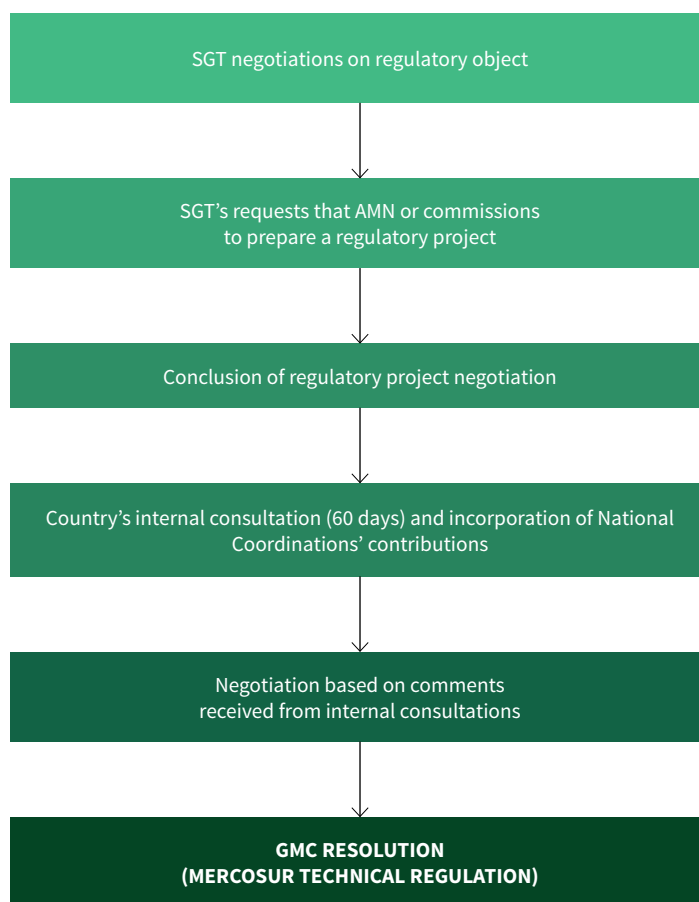 SGT negotiations on regulatory object
SGT’s requests that AMN or commissions
to prepare a regulatory project
Conclusion of regulatory project negotiation
Country’s internal consultation (60 days) and incorporation of National
Coordinations’ contributions
Negotiation based on comments
received from internal consultations
GMC RESOLUTION
(MERCOSUR TECHNICAL REGULATION)